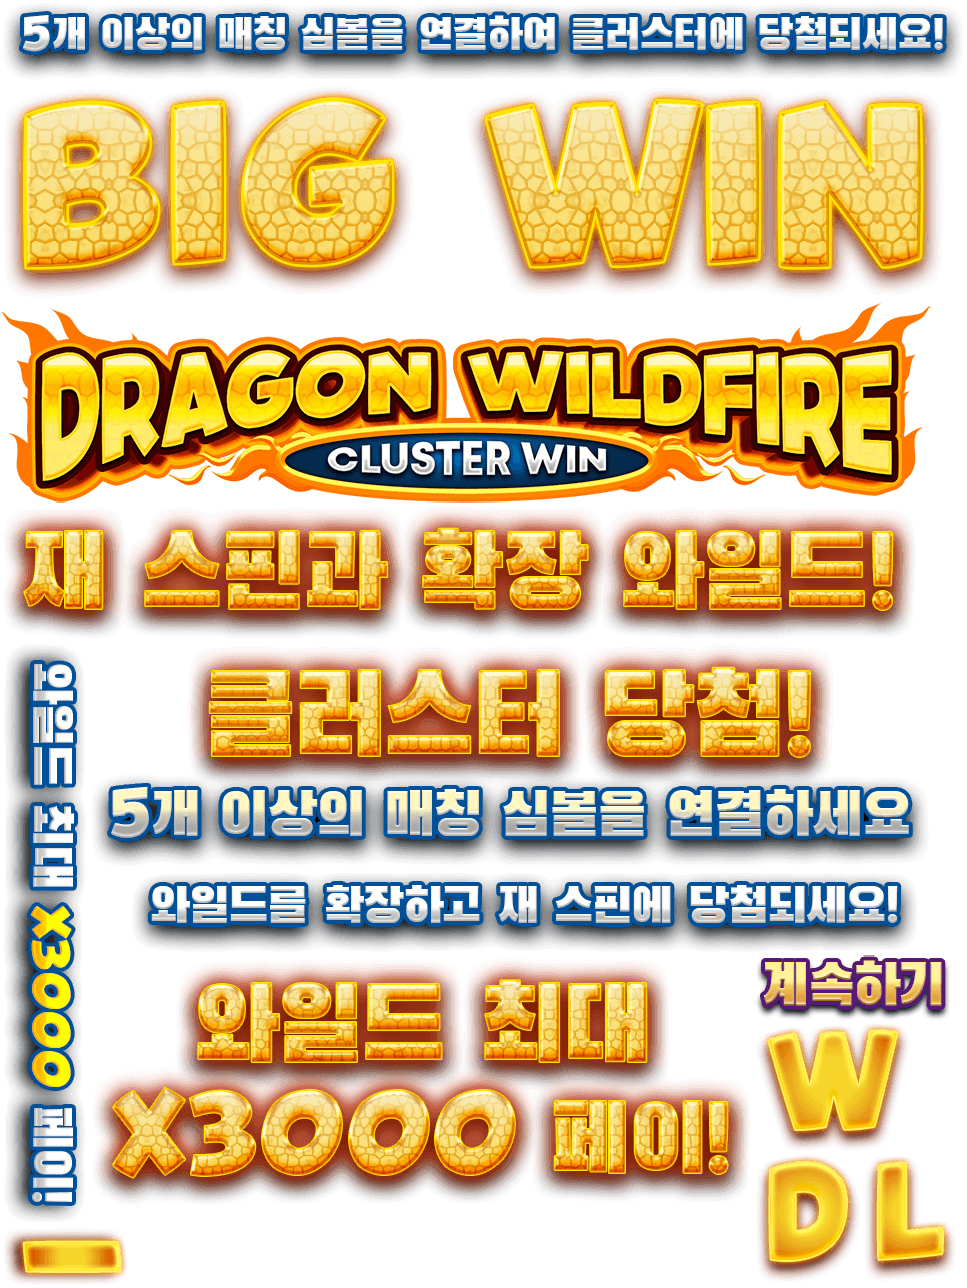 5개 이상의 매칭 심볼을 연결하여 클러스터에 당첨되세요!
BIG WIN
DRAGON WILDFIRE
CLUSTER WIN
재 스핀과 확장 와일드!
클러스터 당첨!
와일드 최대 X3000 페이!
5개 이상의 매칭 심볼을 연결하세요
와일드를 확장하고 재 스핀에 당첨되세요!
계속하기
와일드 최대
X3000 페이!
W
D L
I